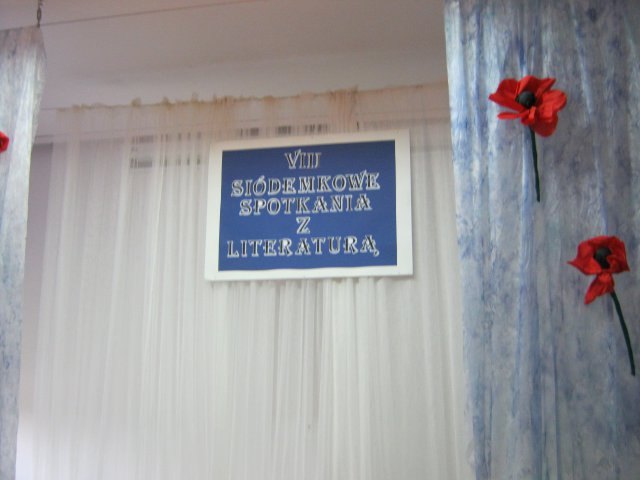 VIII
SIÓDEMKOWE
SPOTKANIA
Z
LITERATURĄ